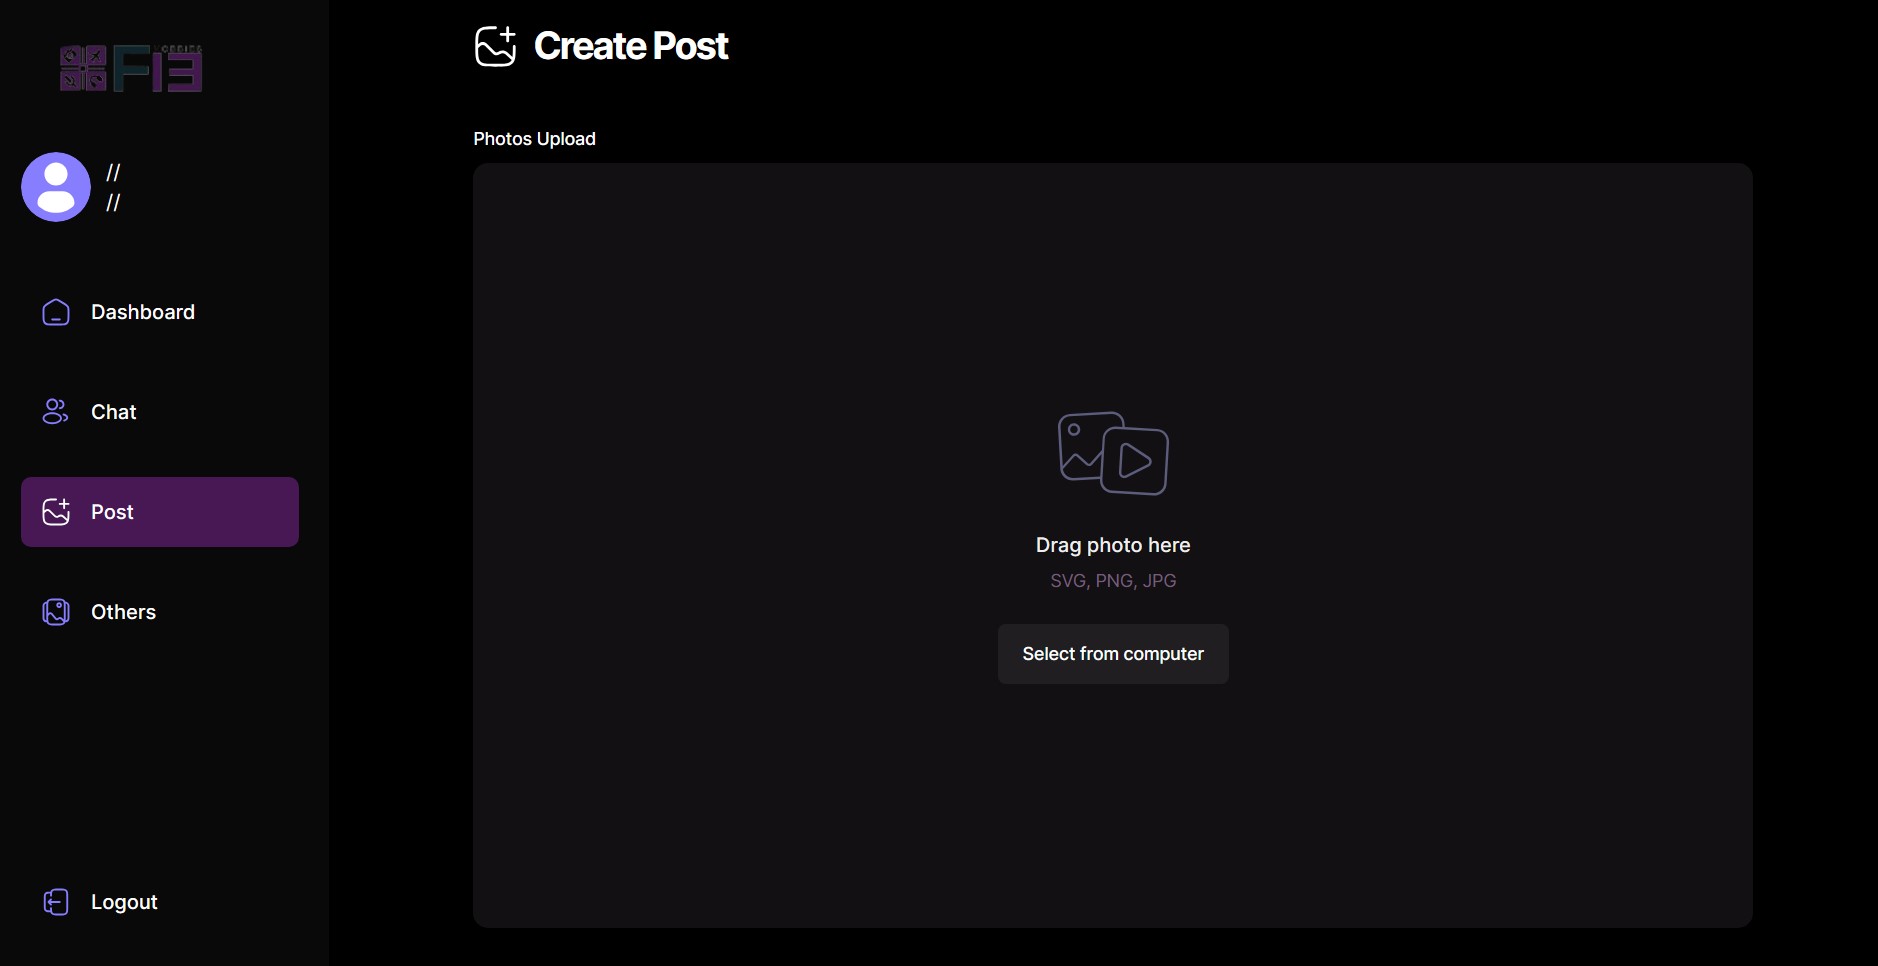 Fi3
//
//
Dashboard
Chat
Post
Others
Logout
Create Post
Photos Upload
Drag photo here
SVG, PNG, JPG
Select from computer